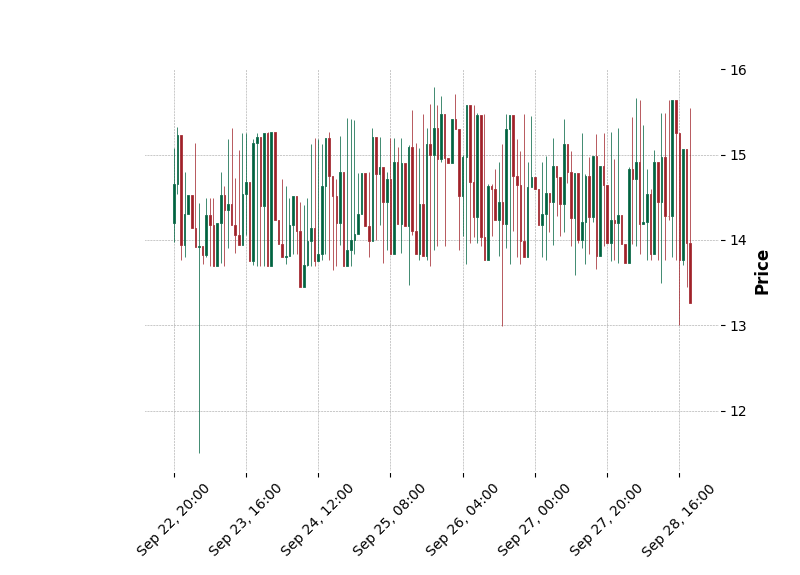 16
15
14
13
12
Price
Sep 22, 20:00
Sep 23, 16:00
Sep 24, 12:00
Sep 25, 08:00
Sep 26, 04:00
Sep 27, 00:00
Sep 27, 20:00
Sep 28, 16:00